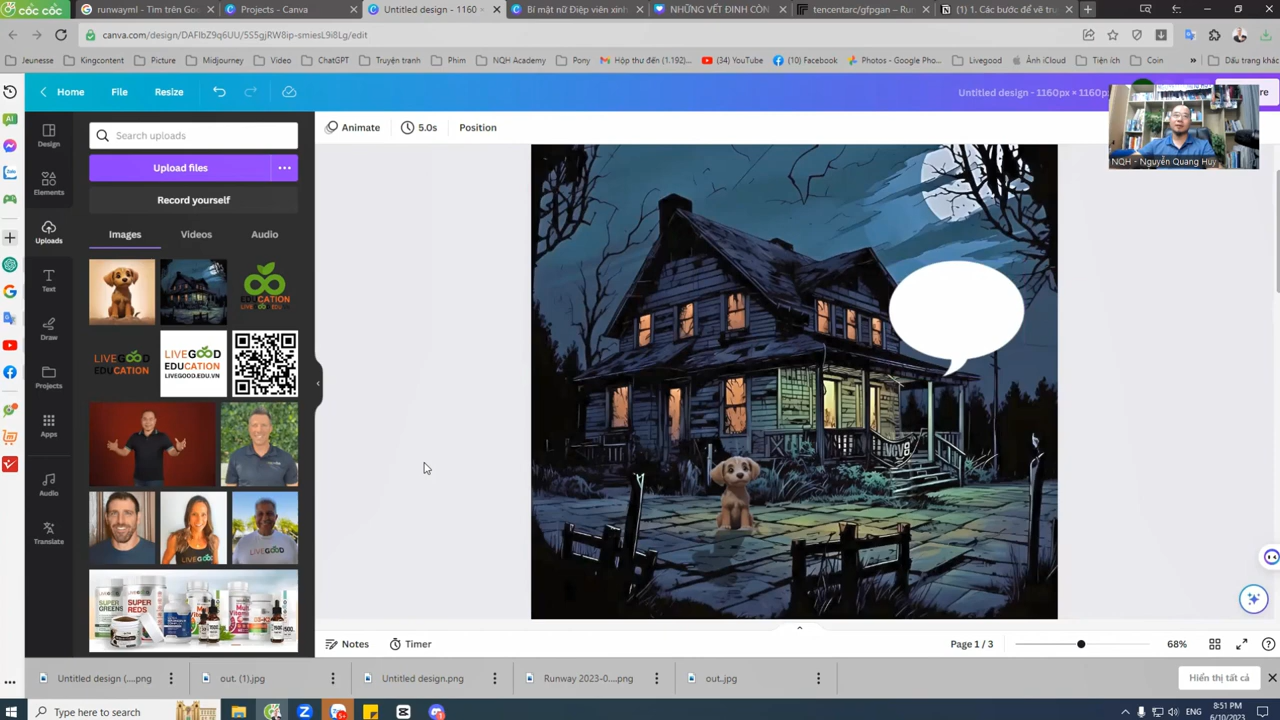 CỐC CỐC
runwayml - Tìm trên Goo
Projects - Canva
Untitled design - 1160
Bí mật nữ Điệp viên xinh
NHỮNG VẾT ĐINH CÒN
tencentarc/gfpgan – Ru
(1) 1. Các bước để vẽ tru
canva.com/design/DAFlbZ9q6UU/5S5gjRW8ip-smiesL9i8Lg/edit
Jeunesse
Kingcontent
Picture
Midjourney
Video
ChatGPT
Truyện tranh
Phim
NQH Academy
Pony
Hộp thư đến (1.192)...
(34) YouTube
(10) Facebook
Photos - Google Pho...
Livegood
Ảnh iCloud
Tiện ích
Coin
Dấu trang khác
Home
File
Resize
Untitled design - 1160px × 1160p
re
NQH - Nguyễn Quang Huy
Design
Elements
Uploads
Text
Draw
Projects
Apps
Audio
Translate
Search uploads
Upload files
Record yourself
Images
Videos
Audio
Animate
5.0s
Position
EDUCATION
LIVEGOOD
EDUCATION
LIVEGOOD
EDUCATION
LIVEGOOD.EDU.VN
SUPER
GREENS
SUPER
REDS
Notes
Timer
Page 1 / 3
68%
Untitled design (....png
out. (1).jpg
Untitled design.png
Runway 2023-0....png
out.jpg
Hiển thị tất cả
Type here to search
ENG
8:51 PM
6/10/2023